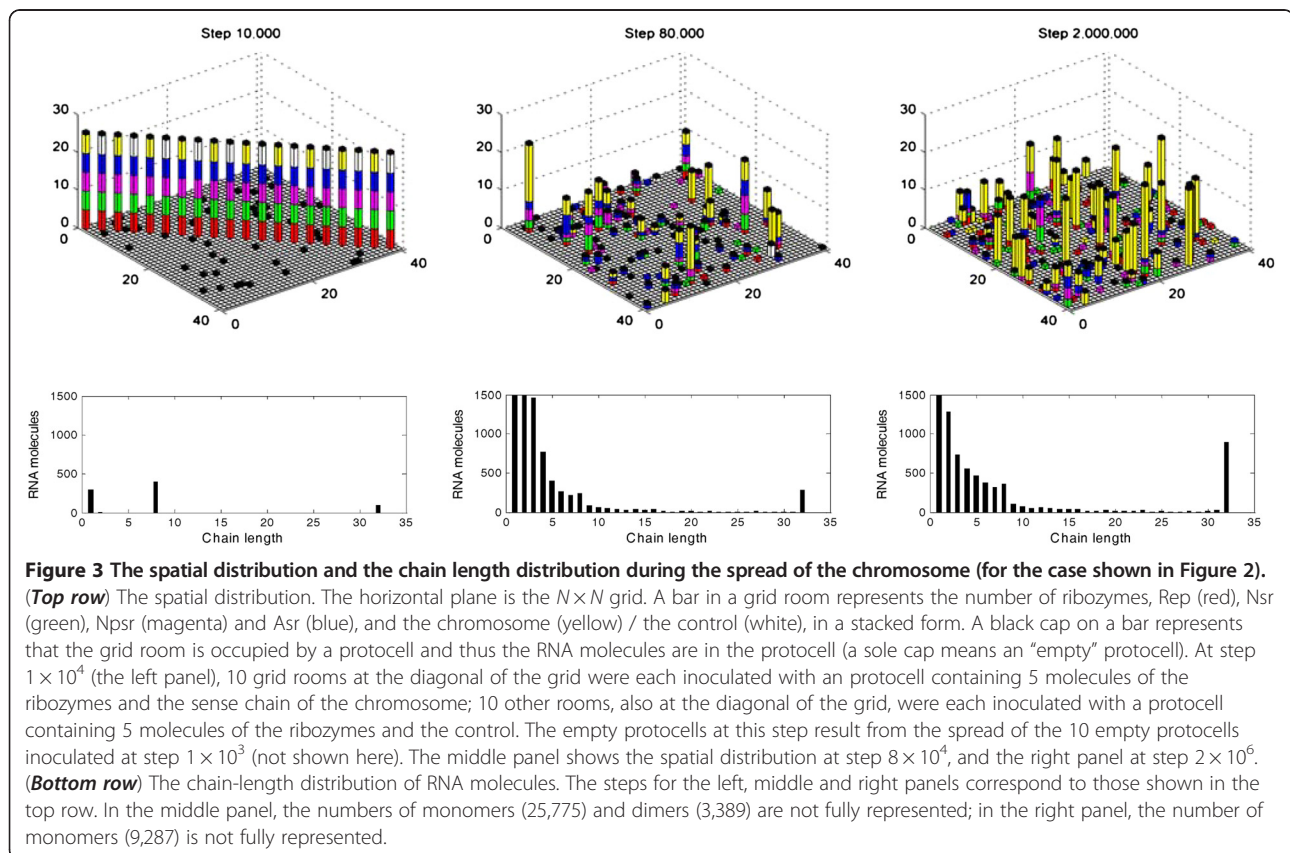 Step 10.000
Step 80.000
Step 2.000.000
30
20
10
0
0
20
40
0
20
40
30
20
10
0
0
20
40
0
20
40
30
20
10
0
0
20
40
0
20
40
RNA molecules
1500
1000
500
0
0 5 10 15 20 25 30 35
Chain length
RNA molecules
1500
1000
500
0
0 5 10 15 20 25 30 35
Chain length
RNA molecules
1500
1000
500
0
0 5 10 15 20 25 30 35
Chain length
Figure 3 The spatial distribution and the chain length distribution during the spread of the chromosome (for the case shown in Figure 2).
(Top row) The spatial distribution. The horizontal plane is the N × N grid. A bar in a grid room represents the number of ribozymes, Rep (red), Nsr
(green), Npsr (magenta) and Asr (blue), and the chromosome (yellow) / the control (white), in a stacked form. A black cap on a bar represents
that the grid room is occupied by a protocell and thus the RNA molecules are in the protocell (a sole cap means an “empty” protocell). At step
1 × 10⁴ (the left panel), 10 grid rooms at the diagonal of the grid were each inoculated with an protocell containing 5 molecules of the
ribozymes and the sense chain of the chromosome; 10 other rooms, also at the diagonal of the grid, were each inoculated with a protocell
containing 5 molecules of the ribozymes and the control. The empty protocells at this step result from the spread of the 10 empty protocells
inoculated at step 1 × 10³ (not shown here). The middle panel shows the spatial distribution at step 8 × 10⁴, and the right panel at step 2 × 10⁶.
(Bottom row) The chain-length distribution of RNA molecules. The steps for the left, middle and right panels correspond to those shown in the
top row. In the middle panel, the numbers of monomers (25,775) and dimers (3,389) are not fully represented; in the right panel, the number of
monomers (9,287) is not fully represented.